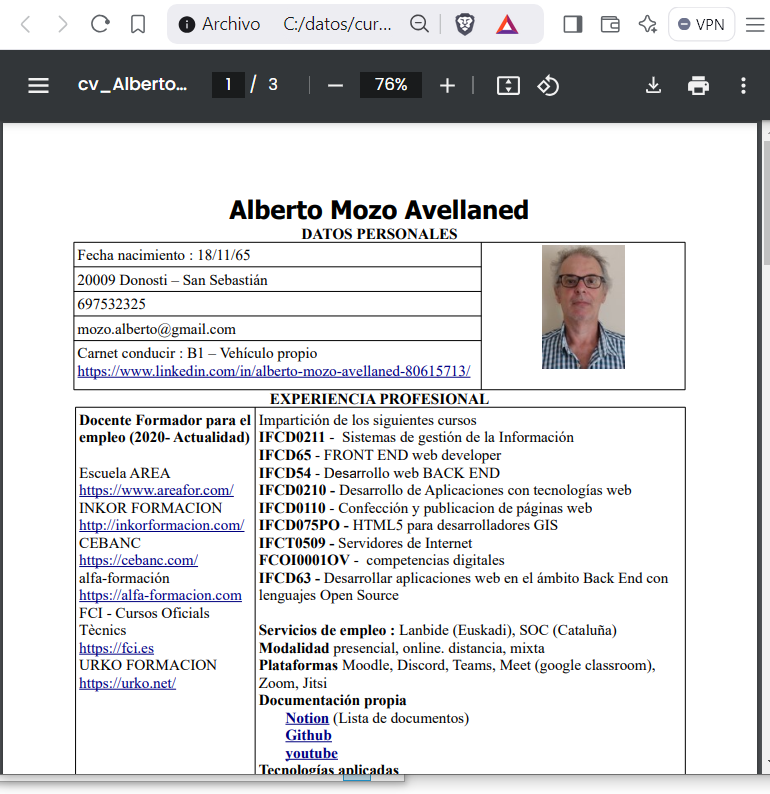 Archivo C:/datos/cur...
VPN
cv_Alberto... 1 / 3 76%
Alberto Mozo Avellaned
DATOS PERSONALES
Fecha nacimiento : 18/11/65
20009 Donosti – San Sebastián
697532325
mozo.alberto@gmail.com
Carnet conducir : B1 – Vehículo propio
https://www.linkedin.com/in/alberto-mozo-avellaned-80615713/
EXPERIENCIA PROFESIONAL
Docente Formador para el
empleo (2020- Actualidad)
Escuela AREA
https://www.areafor.com/
INKOR FORMACION
http://inkorformacion.com/
CEBANC
https://cebanc.com/
alfa-formación
https://alfa-formacion.com
FCI - Cursos Oficials
Tècnics
https://fci.es
URKO FORMACION
https://urko.net/
Impartición de los siguientes cursos
IFCD0211 - Sistemas de gestión de la Información
IFCD65 - FRONT END web developer
IFCD54 - Desarrollo web BACK END
IFCD0210 - Desarrollo de Aplicaciones con tecnologías web
IFCD0110 - Confección y publicacion de páginas web
IFCD075PO - HTML5 para desarrolladores GIS
IFCT0509 - Servidores de Internet
FCOI0001OV - competencias digitales
IFCD63 - Desarrollar aplicaciones web en el ámbito Back End con
lenguajes Open Source
Servicios de empleo : Lanbide (Euskadi), SOC (Cataluña)
Modalidad presencial, online. distancia, mixta
Plataformas Moodle, Discord, Teams, Meet (google classroom),
Zoom, Jitsi
Documentación propia
Notion (Lista de documentos)
Github
youtube
Tecnologías aplicadas